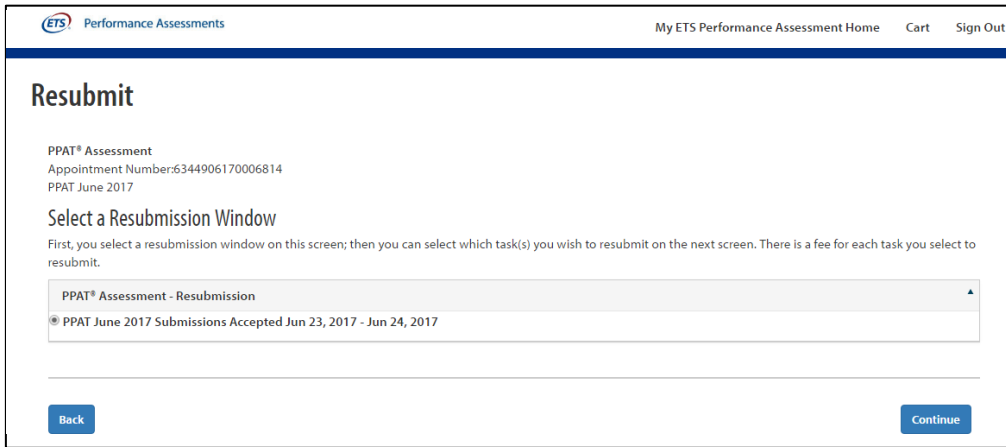 ETS Performance Assessments
My ETS Performance Assessment Home Cart Sign Out
Resubmit
PPAT® Assessment
Appointment Number:6344906170006814
PPAT June 2017
Select a Resubmission Window
First, you select a resubmission window on this screen; then you can select which task(s) you wish to resubmit on the next screen. There is a fee for each task you select to
resubmit.
PPAT® Assessment - Resubmission
PPAT June 2017 Submissions Accepted Jun 23, 2017 - Jun 24, 2017
Back Continue